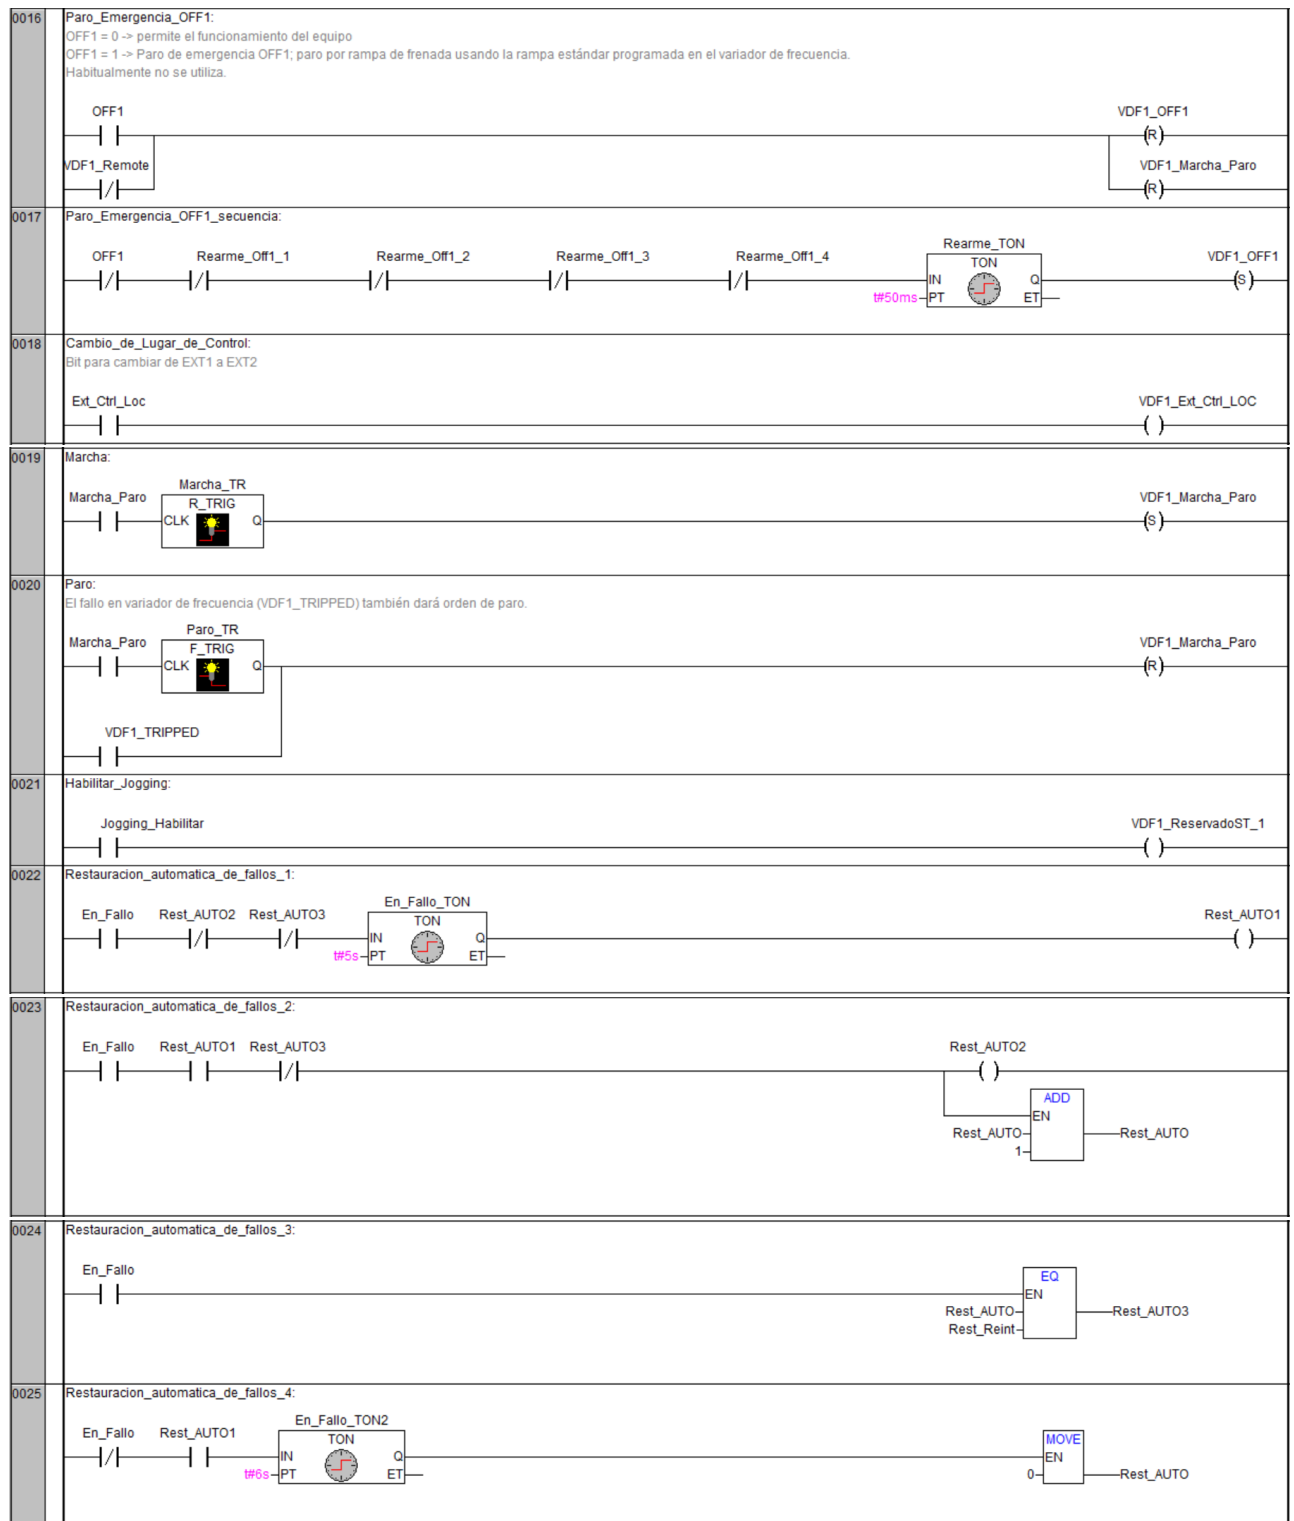 0016
Paro_Emergencia_OFF1:
OFF1 = 0 -> permite el funcionamiento del equipo
OFF1 = 1 -> Paro de emergencia OFF1; paro por rampa de frenada usando la rampa estándar programada en el variador de frecuencia.
Habitualmente no se utiliza.
OFF1 VDF1_OFF1
(R)
VDF1_Remote VDF1_Marcha_Paro
(R)
0017
Paro_Emergencia_OFF1_secuencia:
OFF1 Rearme_Off1_1 Rearme_Off1_2 Rearme_Off1_3 Rearme_Off1_4 Rearme_TON VDF1_OFF1
TON
IN Q (S)
t#50ms PT ET
0018
Cambio_de_Lugar_de_Control:
Bit para cambiar de EXT1 a EXT2
Ext_Ctrl_Loc VDF1_Ext_Ctrl_LOC
0019
Marcha:
Marcha_Paro Marcha_TR VDF1_Marcha_Paro
R_TRIG
CLK Q (S)
0020
Paro:
El fallo en variador de frecuencia (VDF1_TRIPPED) también dará orden de paro.
Marcha_Paro Paro_TR VDF1_Marcha_Paro
F_TRIG
CLK Q (R)
VDF1_TRIPPED
0021
Habilitar_Jogging:
Jogging_Habilitar VDF1_ReservadoST_1
0022
Restauracion_automatica_de_fallos_1:
En_Fallo Rest_AUTO2 Rest_AUTO3 En_Fallo_TON Rest_AUTO1
TON
IN Q
t#5s PT ET
0023
Restauracion_automatica_de_fallos_2:
En_Fallo Rest_AUTO1 Rest_AUTO3 Rest_AUTO2
ADD
EN
Rest_AUTO Rest_AUTO
1
0024
Restauracion_automatica_de_fallos_3:
En_Fallo
EQ
EN
Rest_AUTO Rest_AUTO3
Rest_Reint
0025
Restauracion_automatica_de_fallos_4:
En_Fallo Rest_AUTO1 En_Fallo_TON2
TON MOVE
IN Q EN
t#6s PT ET 0 Rest_AUTO